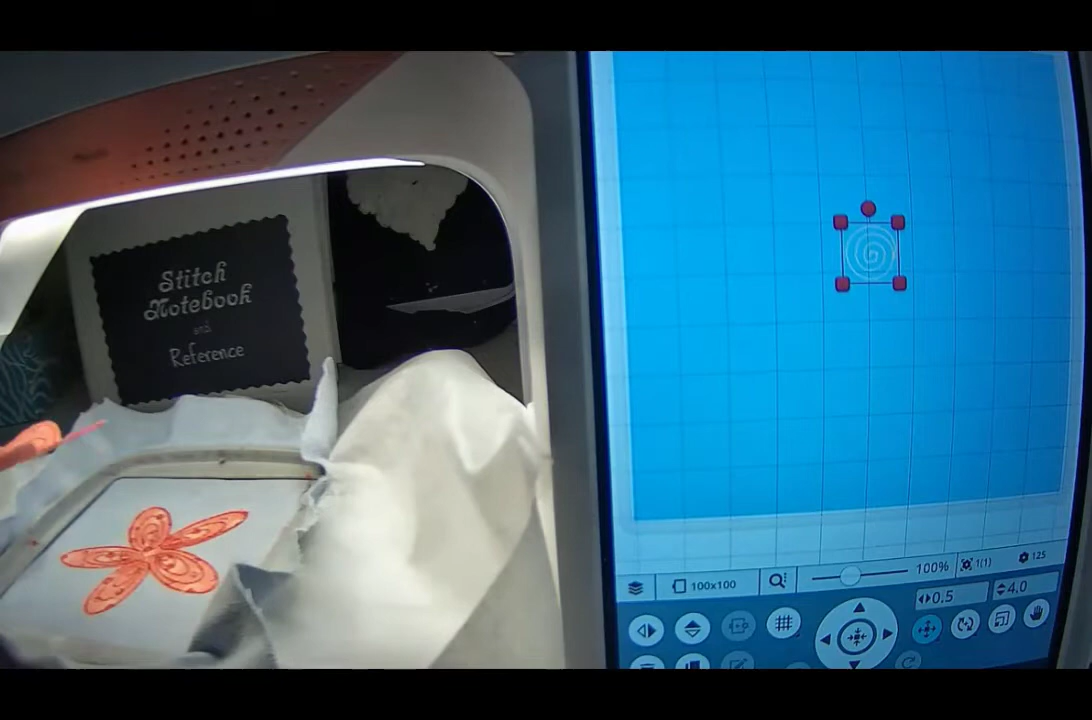 Stitch
Notebook
and
Reference
100x100
100%
1(1)
125
0.5
4.0